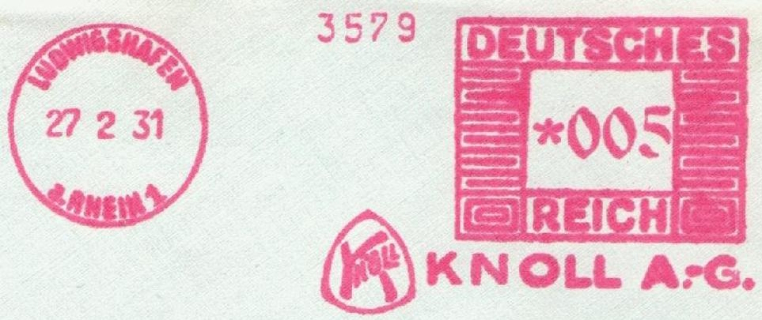 3579
LUDWIGSHAFEN
27 2 31
a. RHEIN 1
DEUTSCHES
*005
REICH
KNOLL
KNOLL A.-G.